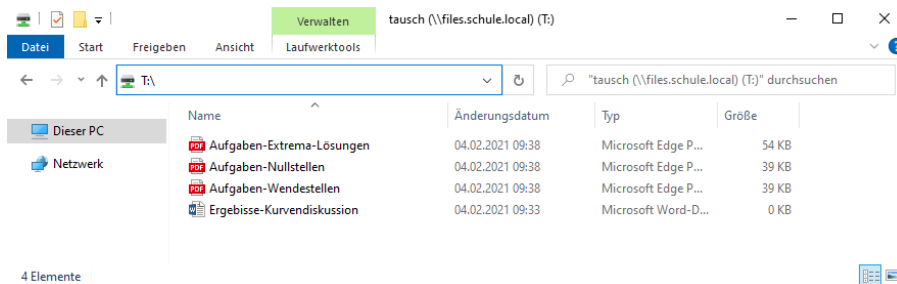 Verwalten tausch (\\files.schule.local) (T:)
Datei Start Freigeben Ansicht Laufwerktools
T:\ "tausch (\\files.schule.local) (T:)" durchsuchen
Name Änderungsdatum Typ Größe
Dieser PC
Netzwerk
PDF Aufgaben-Extrema-Lösungen 04.02.2021 09:38 Microsoft Edge P... 54 KB
PDF Aufgaben-Nullstellen 04.02.2021 09:38 Microsoft Edge P... 39 KB
PDF Aufgaben-Wendestellen 04.02.2021 09:38 Microsoft Edge P... 39 KB
Ergebisse-Kurvendiskussion 04.02.2021 09:33 Microsoft Word-D... 0 KB
4 Elemente